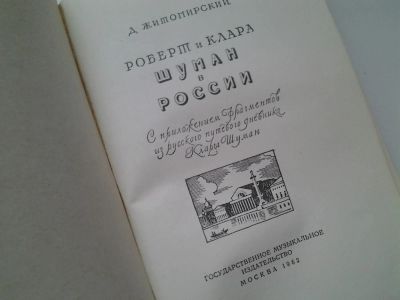 Д. ЖИТОМИРСКИЙ
РОБЕРТ и КЛАРА
ШУМАН
в
РОССИИ
С приложением фрагментов
из русского путевого дневника
Клары Шуман
ГОСУДАРСТВЕННОЕ МУЗЫКАЛЬНОЕ
ИЗДАТЕЛЬСТВО
МОСКВА 1962